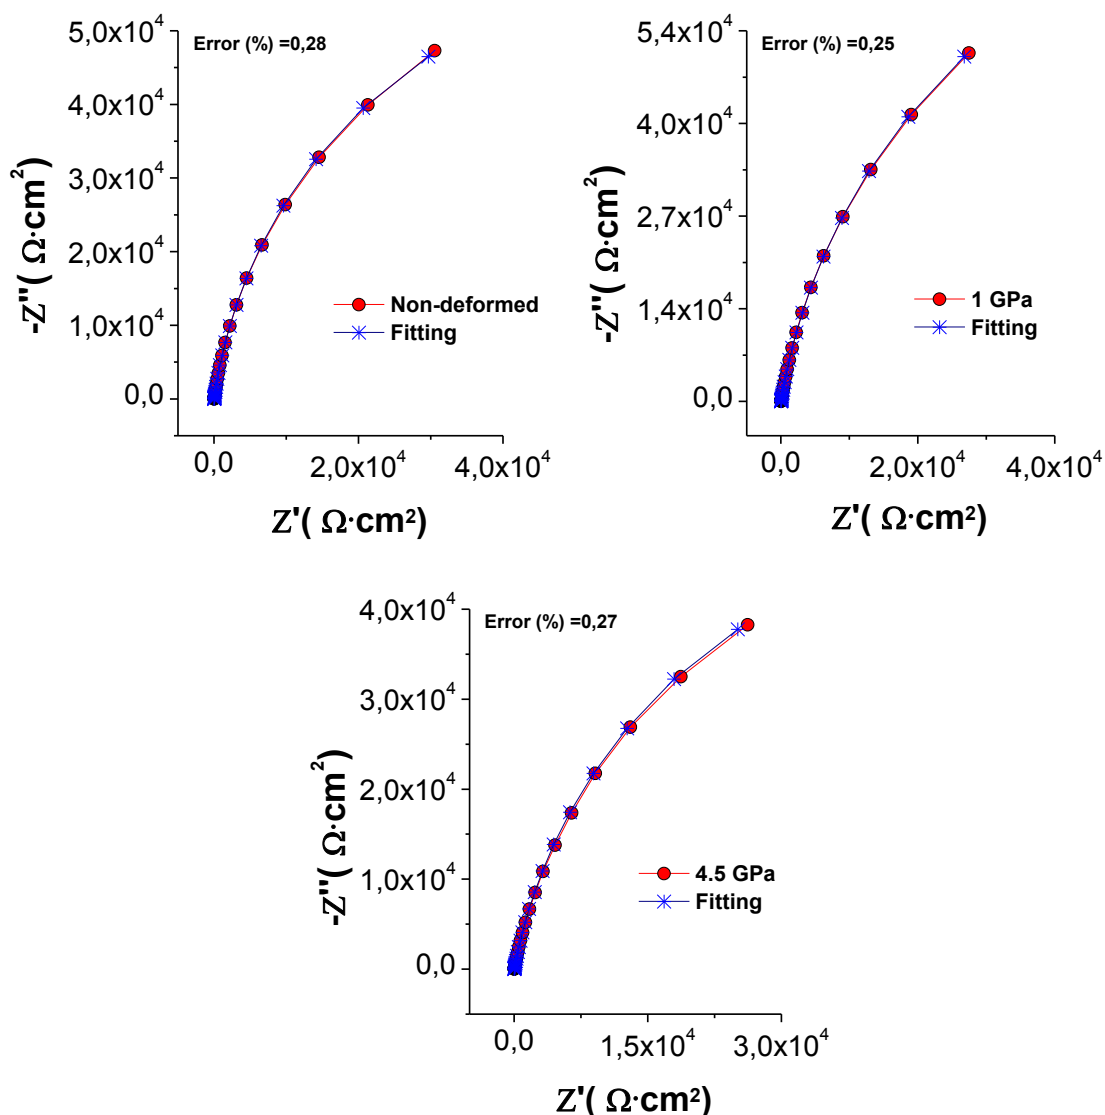 Error (%) =0,28
5,0x10⁴
4,0x10⁴
3,0x10⁴
2,0x10⁴
1,0x10⁴
0,0
-Z''( Ω·cm²)
Non-deformed
Fitting
0,0
2,0x10⁴
4,0x10⁴
Z'( Ω·cm²)
Error (%) =0,25
5,4x10⁴
4,0x10⁴
2,7x10⁴
1,4x10⁴
0,0
-Z''( Ω·cm²)
1 GPa
Fitting
0,0
2,0x10⁴
4,0x10⁴
Z'( Ω·cm²)
Error (%) =0,27
4,0x10⁴
3,0x10⁴
2,0x10⁴
1,0x10⁴
0,0
-Z''( Ω·cm²)
4.5 GPa
Fitting
0,0
1,5x10⁴
3,0x10⁴
Z'( Ω·cm²)